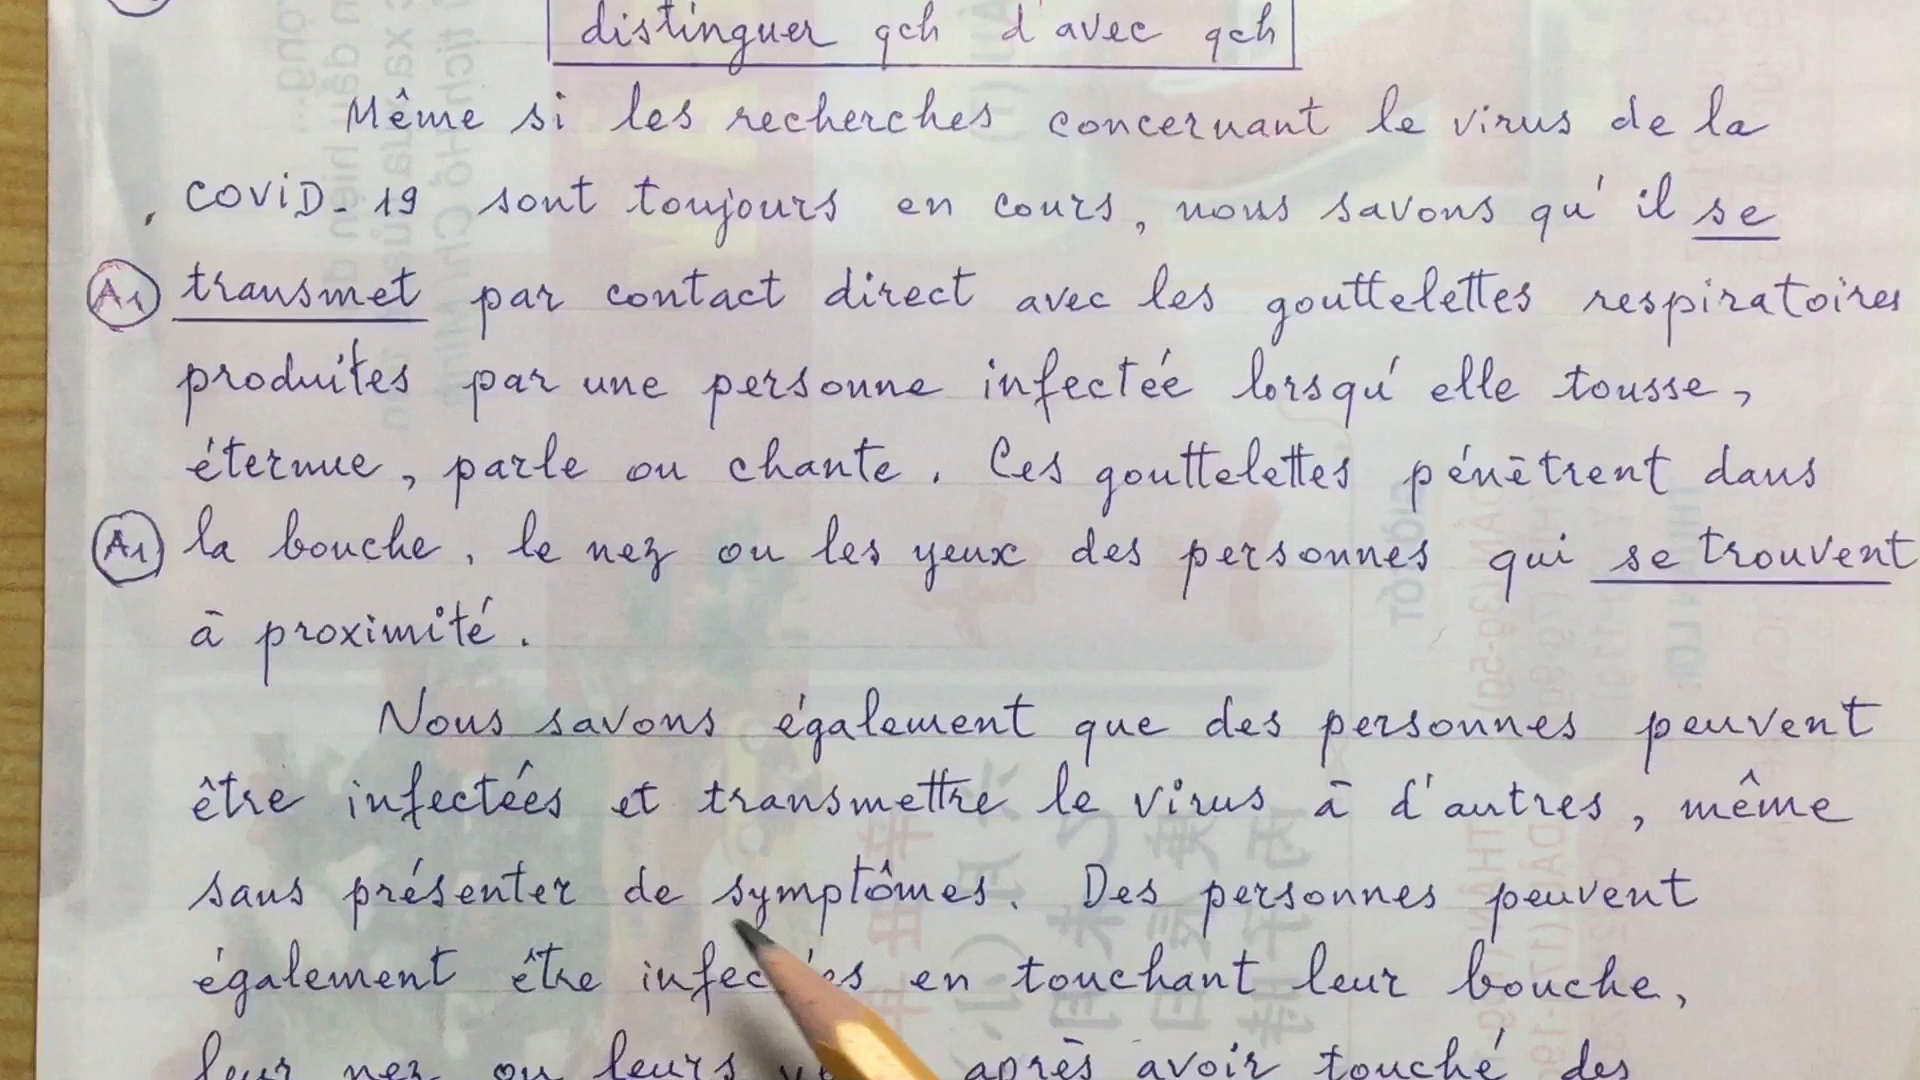 distinguer qch d'avec qch
Même si les recherches concernant le virus de la
COVID-19 sont toujours en cours, nous savons qu'il se
A1 transmet par contact direct avec les gouttelettes respiratoires
produites par une personne infectée lorsqu'elle tousse,
éternue, parle ou chante. Ces gouttelettes pénètrent dans
A1 la bouche, le nez ou les yeux des personnes qui se trouvent
à proximité.
Nous savons également que des personnes peuvent
être infectées et transmettre le virus à d'autres, même
sans présenter de symptômes. Des personnes peuvent
également être en touchant leur bouche,
leur nez ou leurs après avoir touché des